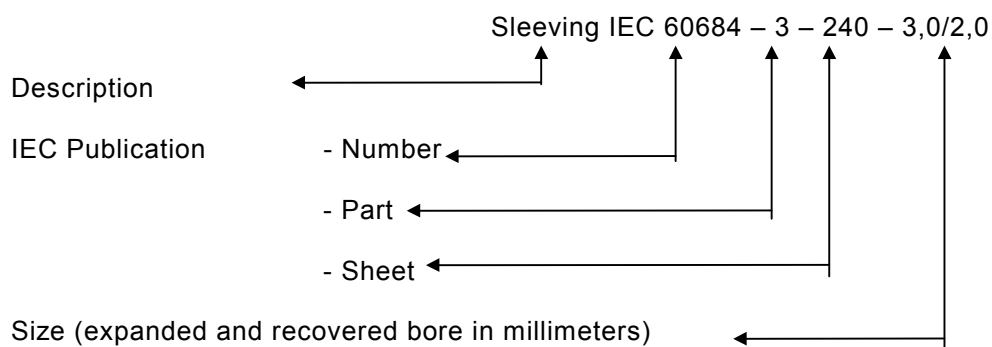 Sleeving IEC 60684 – 3 – 240 – 3,0/2,0
Description
IEC Publication - Number
- Part
- Sheet
Size (expanded and recovered bore in millimeters)